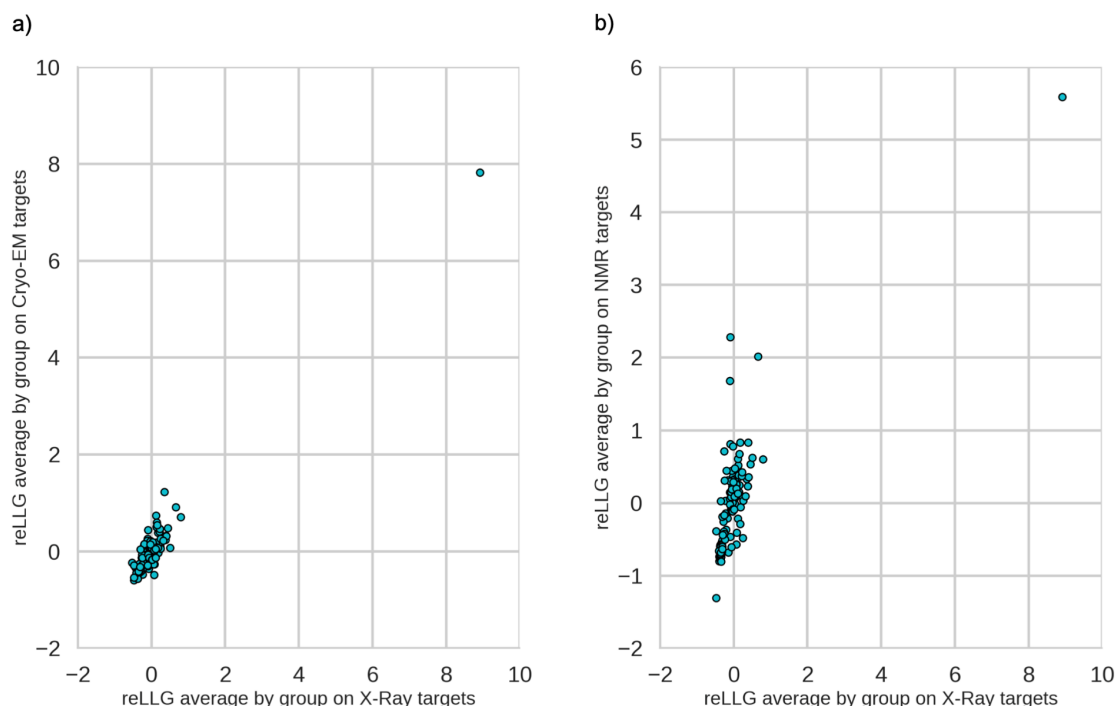 a)
10
8
6
4
2
0
−2
reLLG average by group on Cryo-EM targets
−2 0 2 4 6 8 10
reLLG average by group on X-Ray targets
b)
6
5
4
3
2
1
0
−1
−2
reLLG average by group on NMR targets
−2 0 2 4 6 8 10
reLLG average by group on X-Ray targets